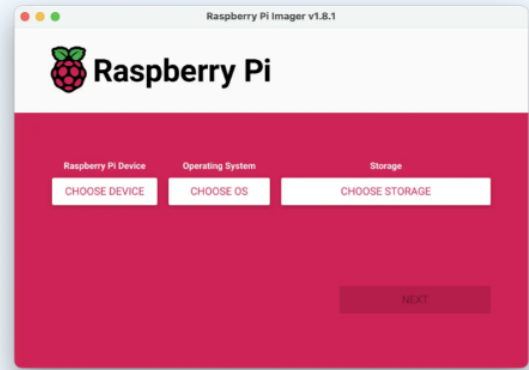 Raspberry Pi Imager v1.8.1
Raspberry Pi
Raspberry Pi Device Operating System Storage
CHOOSE DEVICE CHOOSE OS CHOOSE STORAGE
NEXT